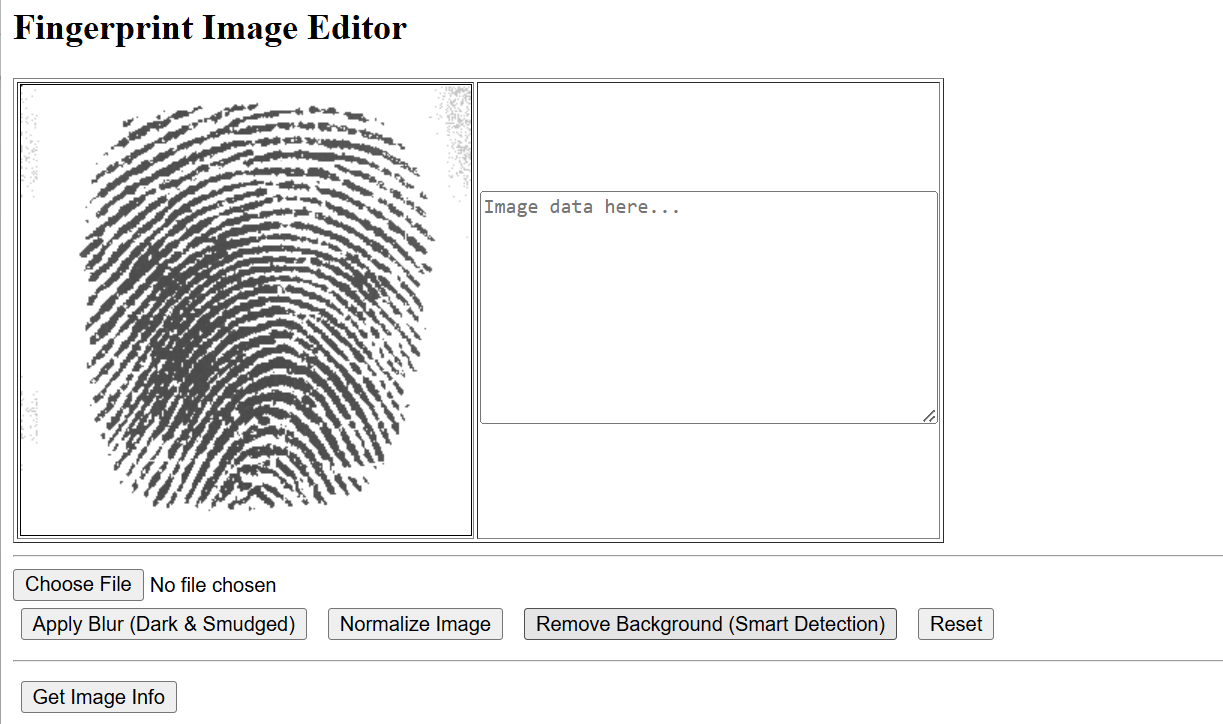 Fingerprint Image Editor
Image data here...
Choose File No file chosen
Apply Blur (Dark & Smudged) Normalize Image Remove Background (Smart Detection) Reset
Get Image Info